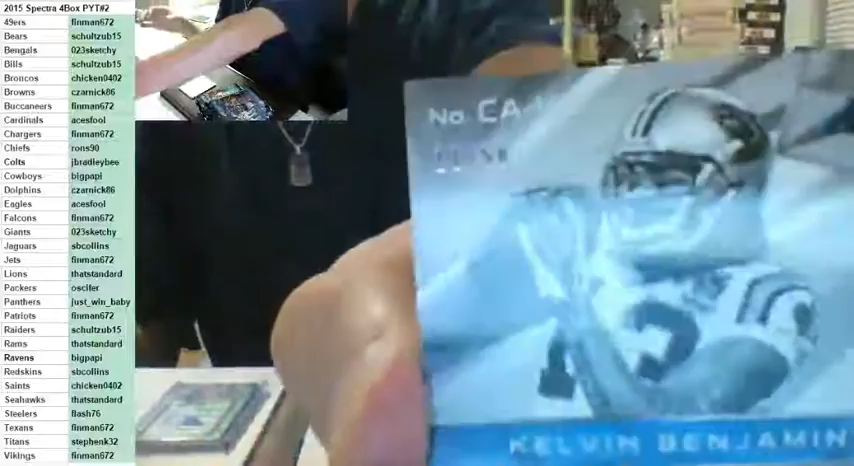 2015 Spectra 4Box PYT#2
49ers finman672
Bears schultzub15
Bengals 023sketchy
Bills schultzub15
Broncos chicken0402
Browns czarnick86
Buccaneers finman672
Cardinals acesfool
Chargers finman672
Chiefs rons90
Colts jbradleybee
Cowboys bigpapi
Dolphins czarnick86
Eagles acesfool
Falcons finman672
Giants 023sketchy
Jaguars sbcollins
Jets finman672
Lions thatstandard
Packers oscifer
Panthers just_win_baby
Patriots finman672
Raiders schultzub15
Rams thatstandard
Ravens bigpapi
Redskins sbcollins
Saints chicken0402
Seahawks thatstandard
Steelers flash76
Texans finman672
Titans stephenk32
Vikings finman672
No. CA-
KELVIN BENJAMIN